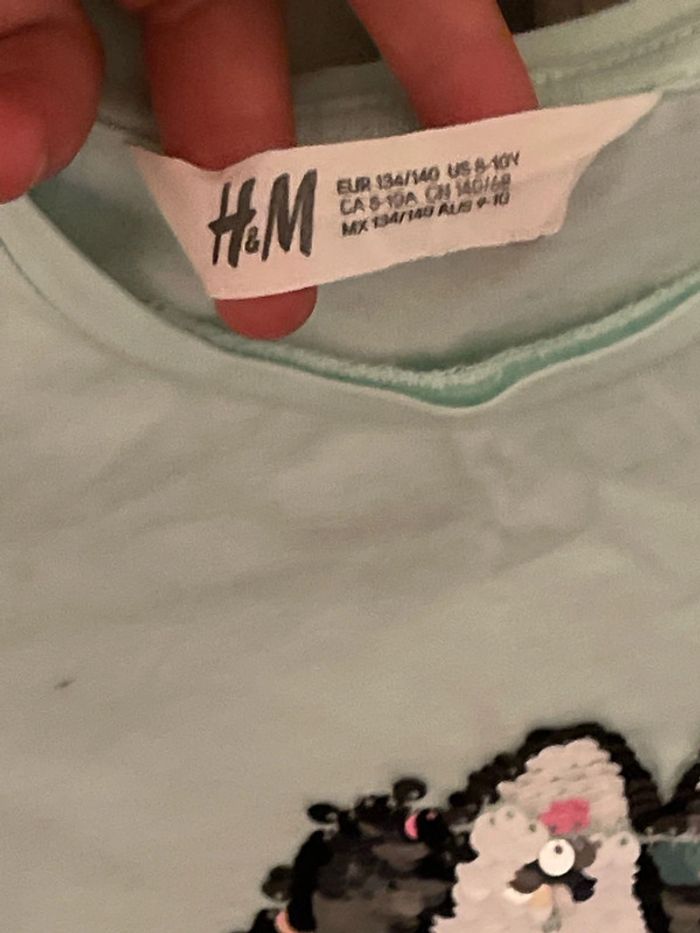 H&M
EUR 134/140 US 8-10Y
CA 8-10A CN 140/68
MX 134/140 AUS 9-10